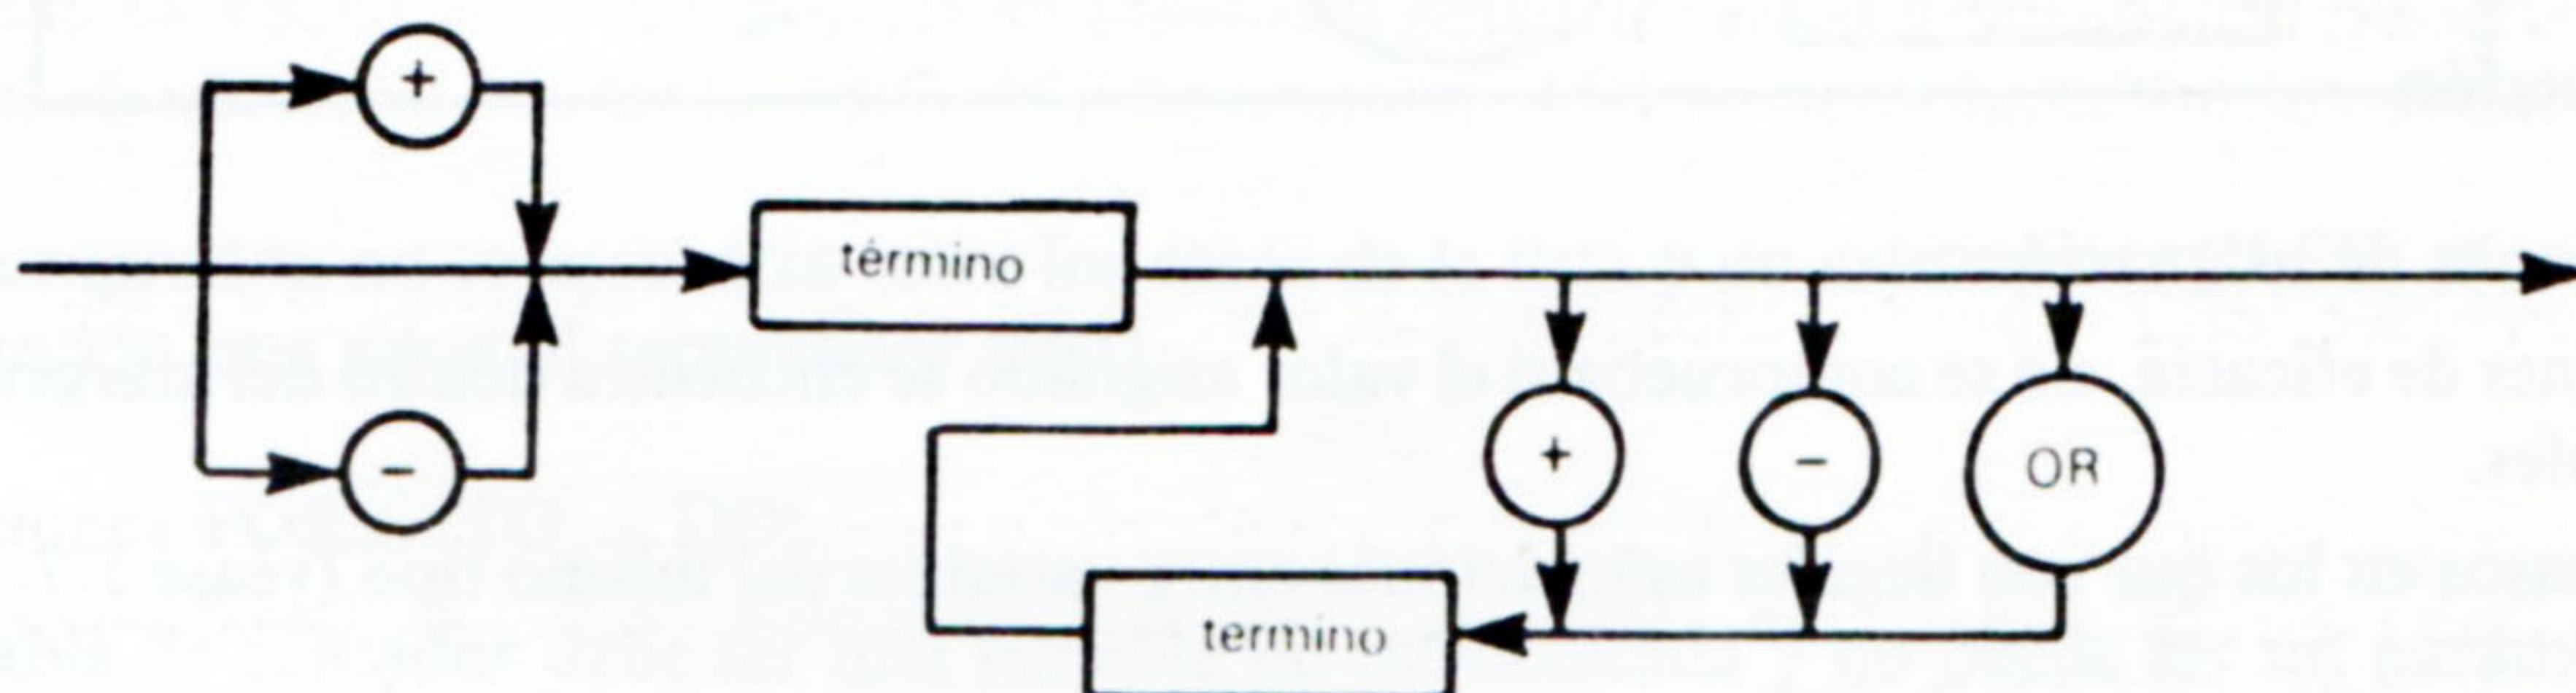 +
término
+
−
OR
−
termino